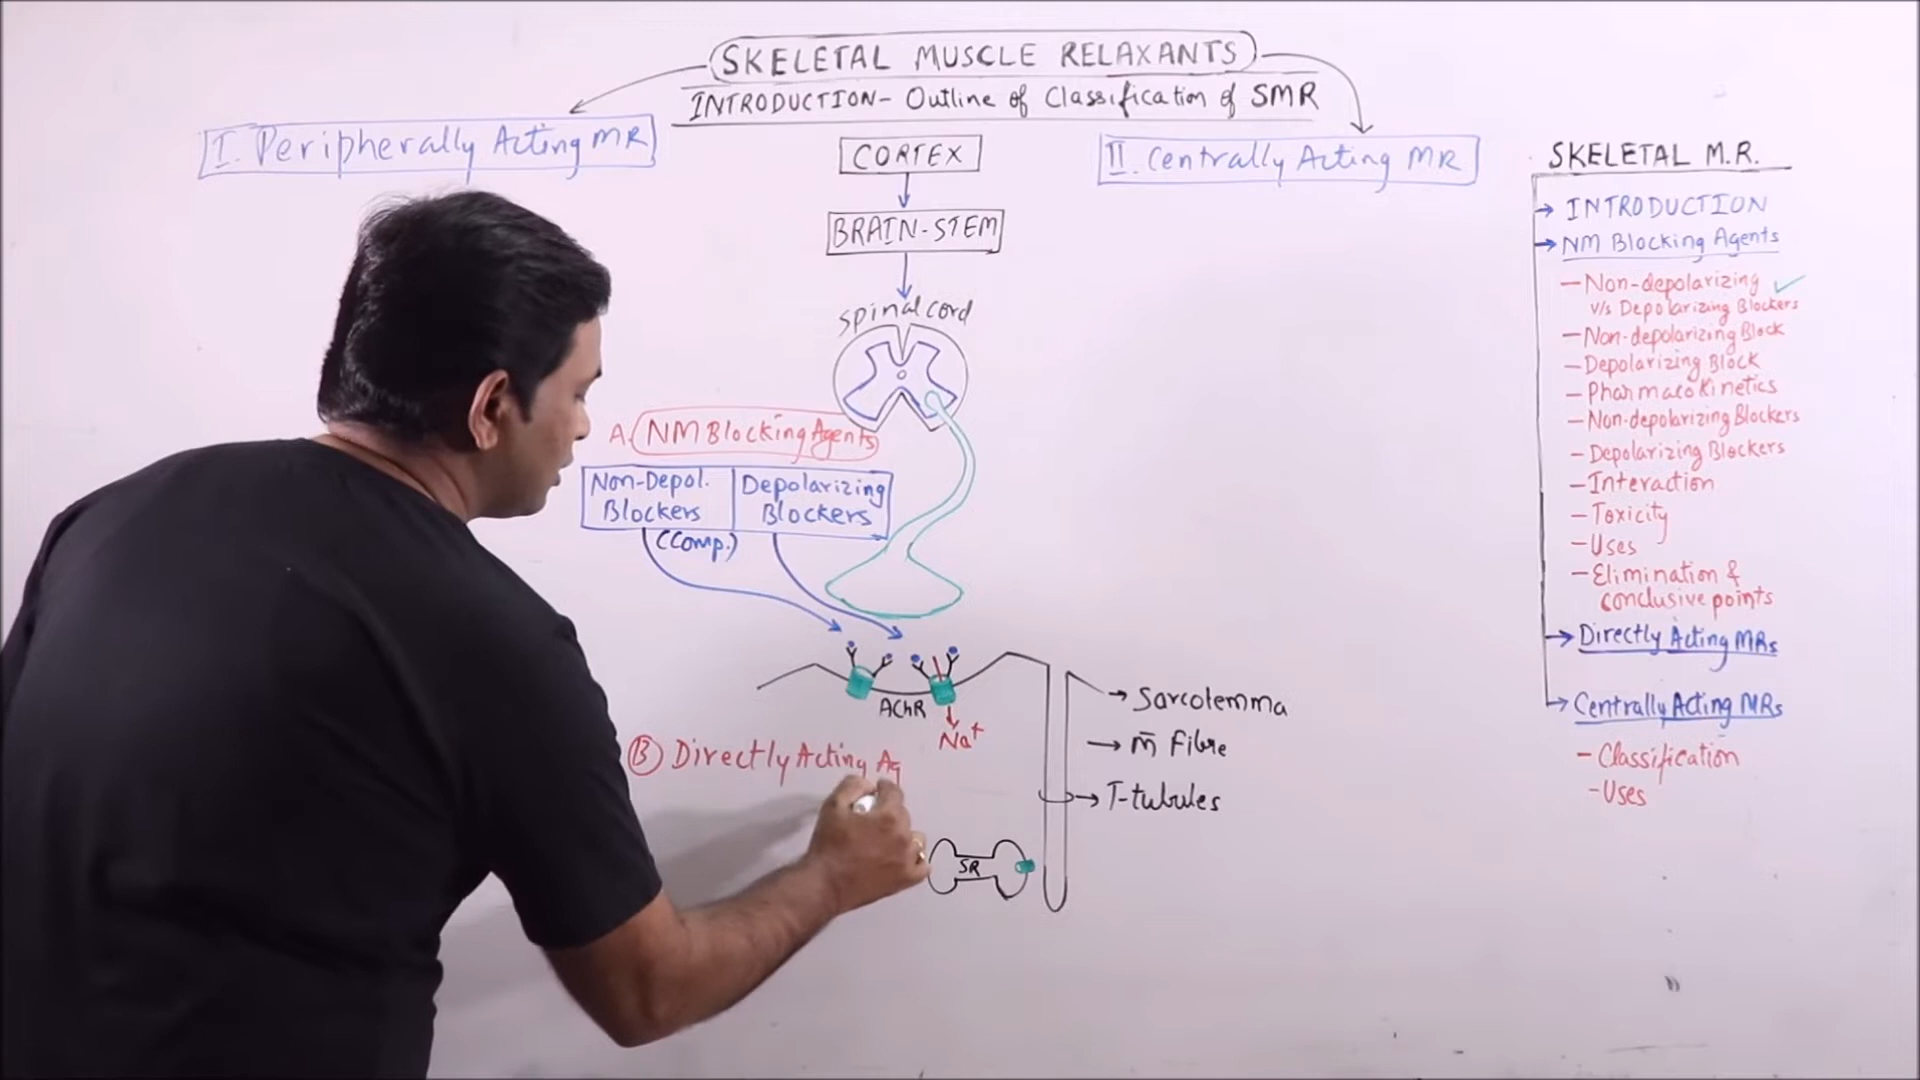 SKELETAL MUSCLE RELAXANTS
INTRODUCTION- Outline of Classification of SMR
I. Peripherally Acting MR
II. Centrally Acting MR
CORTEX
BRAIN-STEM
Spinal cord
A. NM Blocking Agents
Non-Depol. Blockers
(Comp.)
Depolarizing Blockers
AChR
Na+
B Directly Acting Ag
SR
→ Sarcolemma
→ m̄ Fibre
→ T-tubules
SKELETAL M.R.
→ INTRODUCTION
→ NM Blocking Agents
- Non-depolarizing ✓
v/s Depolarizing Blockers
- Non-depolarizing Block
- Depolarizing Block
- Pharmacokinetics
- Non-depolarizing Blockers
- Depolarizing Blockers
- Interaction
- Toxicity
- Uses
- Elimination &
conclusive points
→ Directly Acting MRs
→ Centrally Acting MRs
- Classification
- Uses